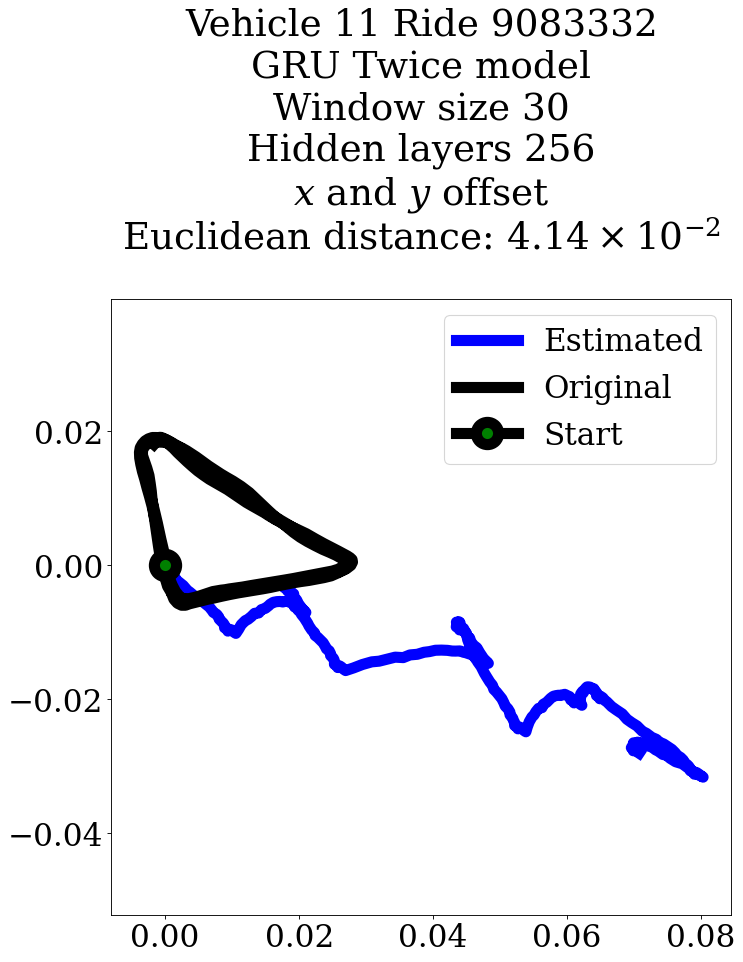 Vehicle 11 Ride 9083332
GRU Twice model
Window size 30
Hidden layers 256
x and y offset
Euclidean distance: 4.14 × 10⁻²
Estimated
Original
Start
0.02
0.00
−0.02
−0.04
0.00 0.02 0.04 0.06 0.08